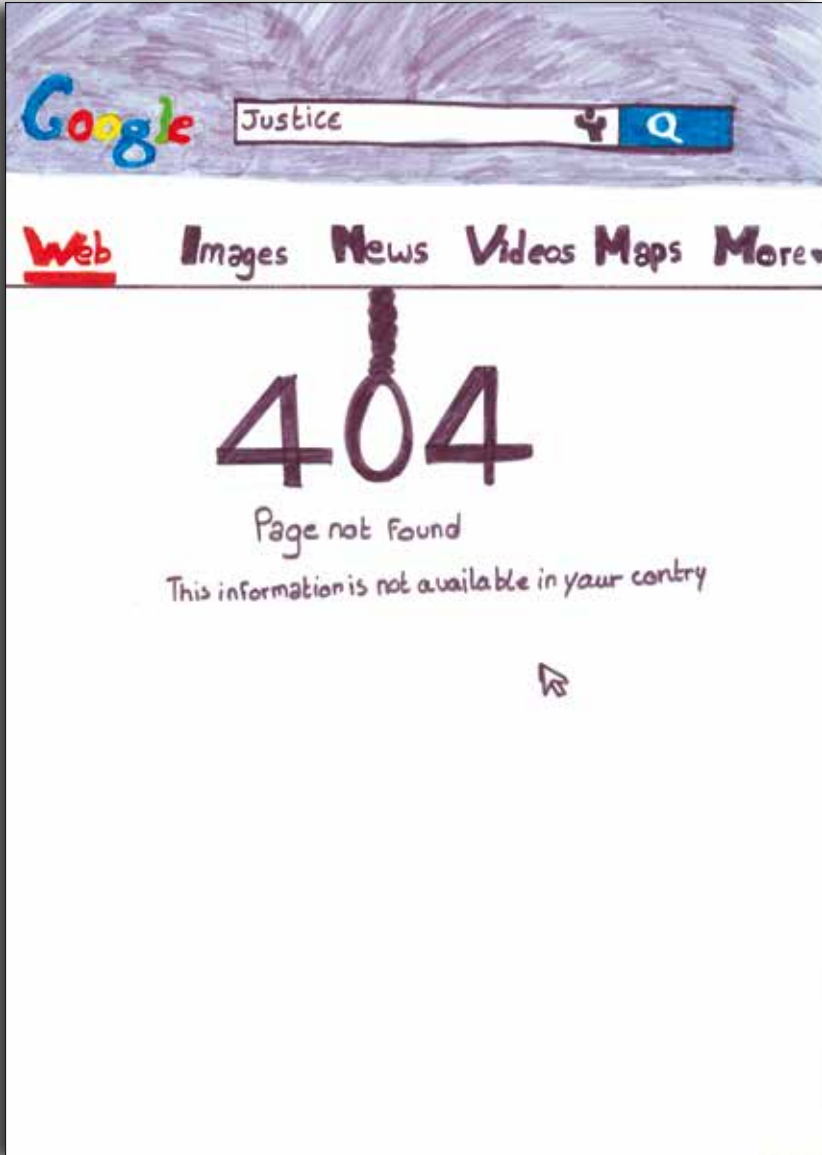 Google
Justice
Web Images News Videos Maps More
404
Page not found
This information is not available in your contry